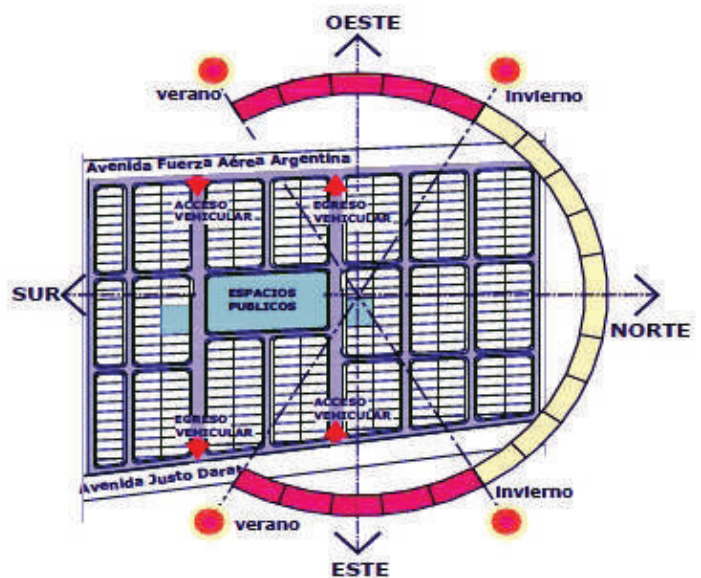 OESTE
verano
Invierno
Avenida Fuerza Aérea Argentina
ACCESO
VEHICULAR
EGRESO
VEHICULAR
SUR
ESPACIOS
PUBLICOS
NORTE
EGRESO
VEHICULAR
ACCESO
VEHICULAR
Avenida Justo Darat
verano
Invierno
ESTE